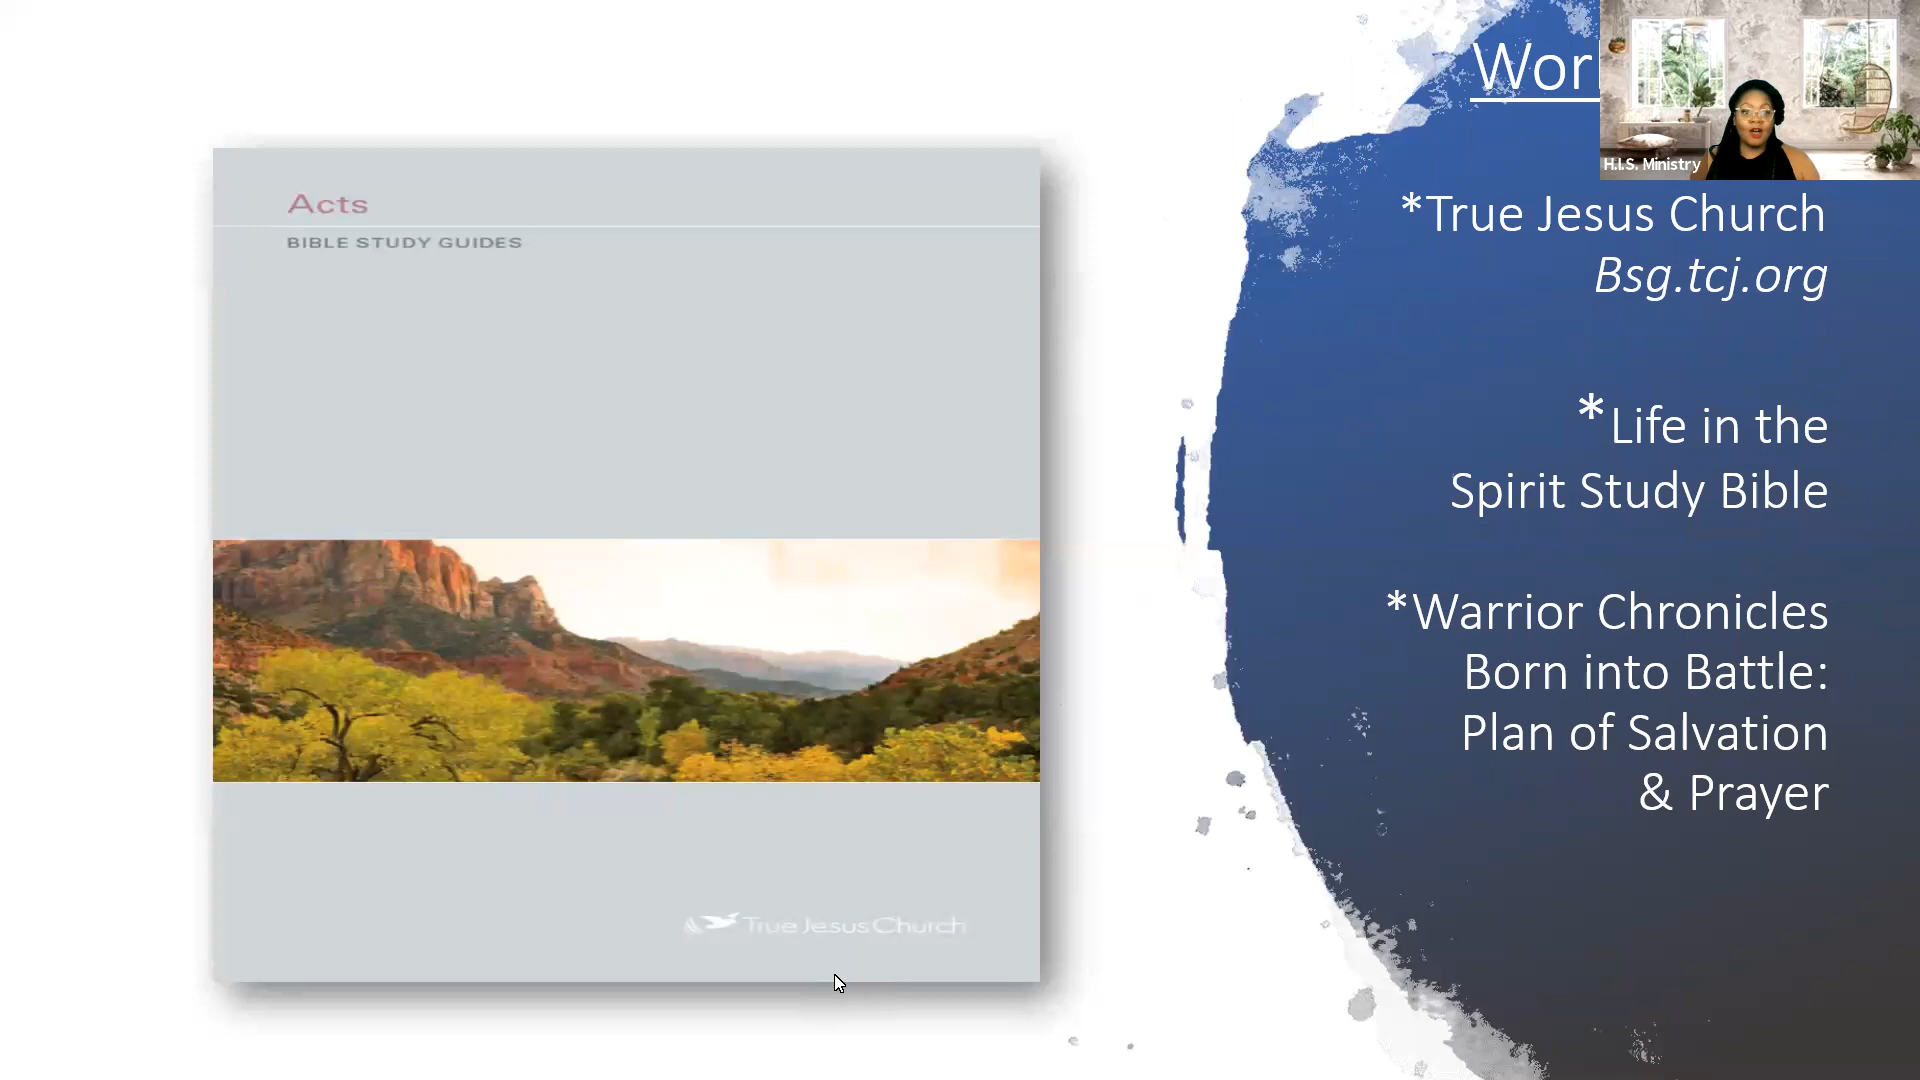 Acts
BIBLE STUDY GUIDES
True Jesus Church
H.I.S. Ministry
*True Jesus Church
Bsg.tcj.org
*Life in the
Spirit Study Bible
*Warrior Chronicles
Born into Battle:
Plan of Salvation
& Prayer